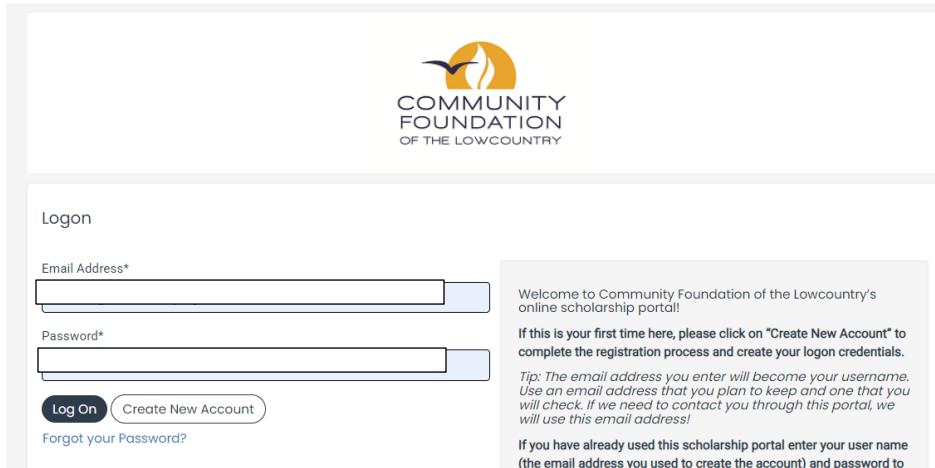 COMMUNITY
FOUNDATION
OF THE LOWCOUNTRY
Logon
Email Address*
Password*
Log On
Create New Account
Forgot your Password?
Welcome to Community Foundation of the Lowcountry's
online scholarship portal!
If this is your first time here, please click on "Create New Account" to
complete the registration process and create your logon credentials.
Tip: The email address you enter will become your username.
Use an email address that you plan to keep and one that you
will check. If we need to contact you through this portal, we
will use this email address!
If you have already used this scholarship portal enter your user name
(the email address you used to create the account) and password to